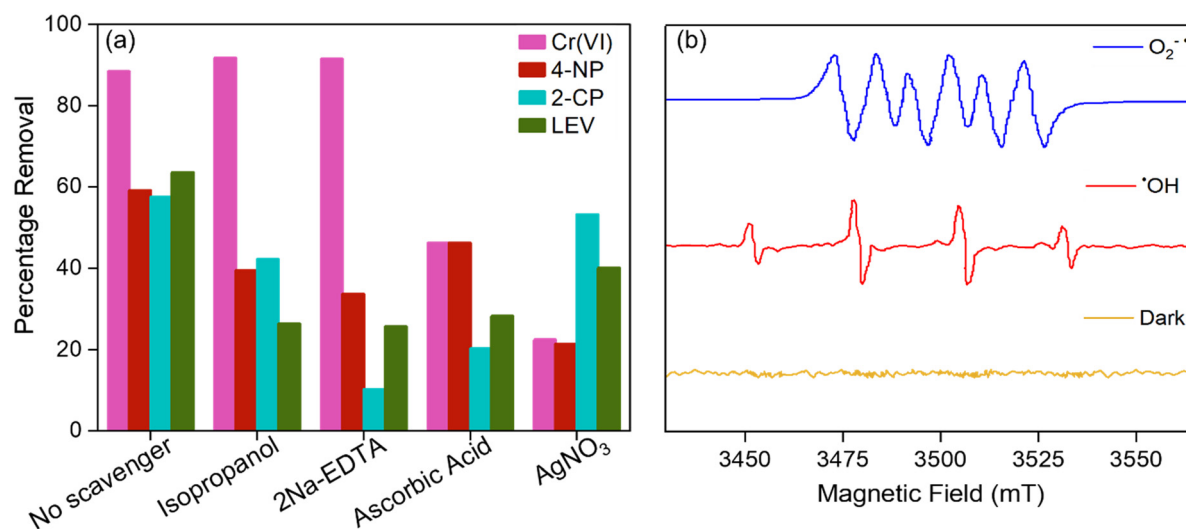 (a)
Cr(VI)
4-NP
2-CP
LEV
Percentage Removal
100
80
60
40
20
0
No scavenger
Isopropanol
2Na-EDTA
Ascorbic Acid
AgNO₃
(b)
O₂⁻•
•OH
Dark
3450 3475 3500 3525 3550
Magnetic Field (mT)